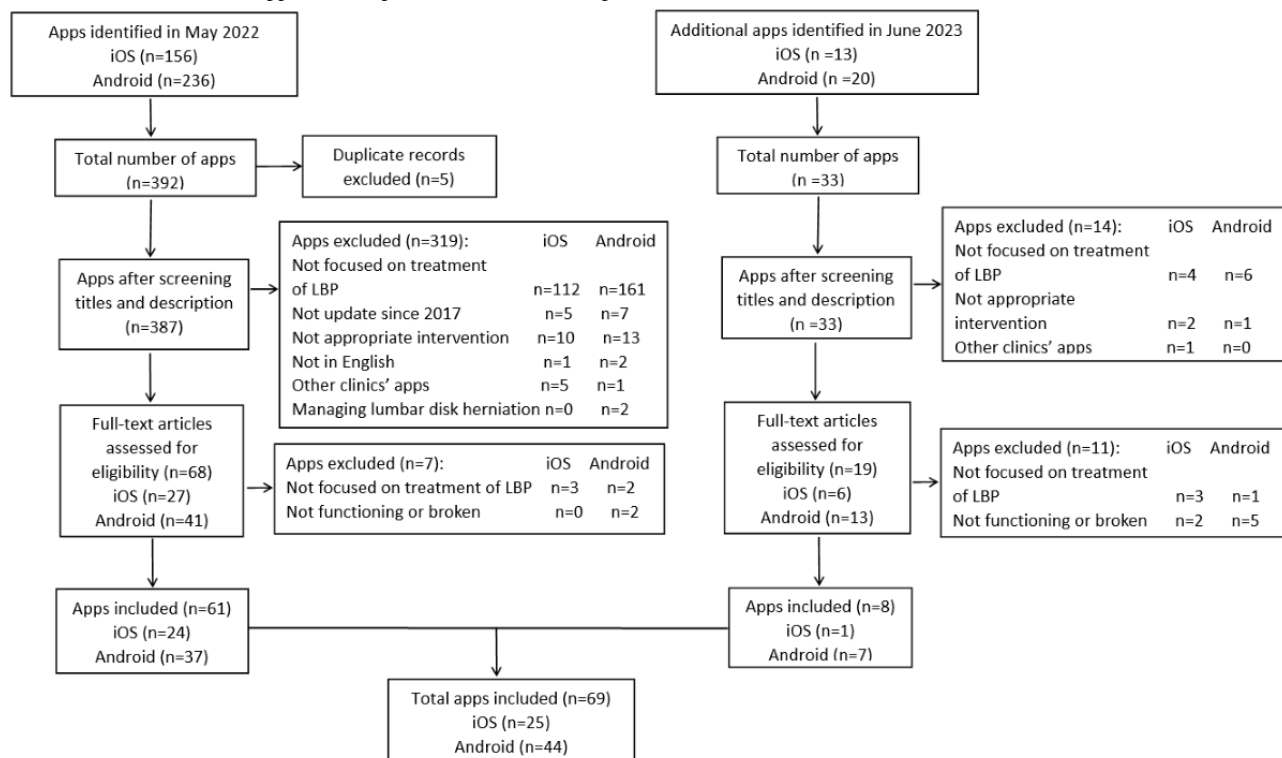 Apps identified in May 2022
iOS (n=156)
Android (n=236)
Total number of apps
(n=392)
Duplicate records
excluded (n=5)
Apps after screening
titles and description
(n=387)
Apps excluded (n=319): iOS Android
Not focused on treatment
of LBP n=112 n=161
Not update since 2017 n=5 n=7
Not appropriate intervention n=10 n=13
Not in English n=1 n=2
Other clinics' apps n=5 n=1
Managing lumbar disk herniation n=0 n=2
Full-text articles
assessed for
eligibility (n=68)
iOS (n=27)
Android (n=41)
Apps excluded (n=7): iOS Android
Not focused on treatment of LBP n=3 n=2
Not functioning or broken n=0 n=2
Apps included (n=61)
iOS (n=24)
Android (n=37)
Additional apps identified in June 2023
iOS (n =13)
Android (n =20)
Total number of apps
(n =33)
Apps after screening
titles and description
(n =33)
Apps excluded (n=14): iOS Android
Not focused on treatment
of LBP n=4 n=6
Not appropriate
intervention n=2 n=1
Other clinics' apps n=1 n=0
Full-text articles
assessed for
eligibility (n=19)
iOS (n=6)
Android (n=13)
Apps excluded (n=11): iOS Android
Not focused on treatment
of LBP n=3 n=1
Not functioning or broken n=2 n=5
Apps included (n=8)
iOS (n=1)
Android (n=7)
Total apps included (n=69)
iOS (n=25)
Android (n=44)